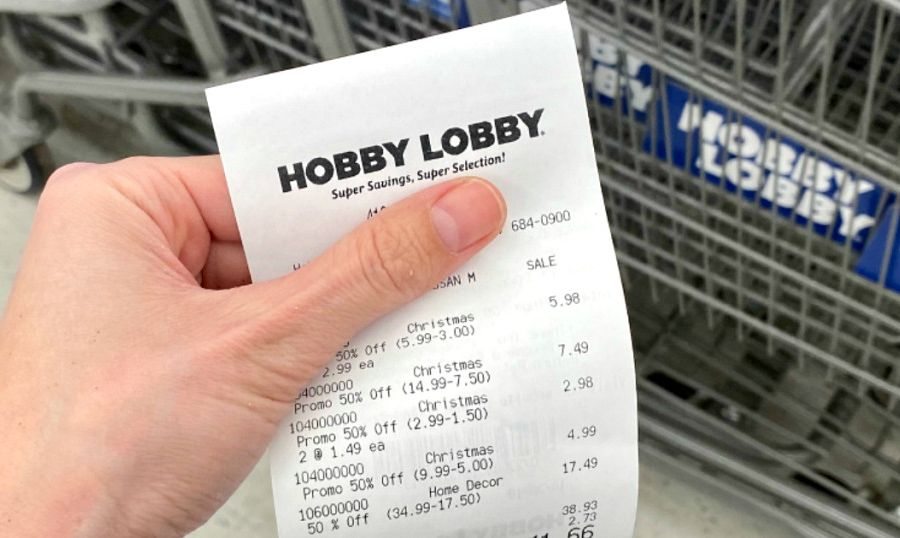 HOBBY LOBBY
Super Savings, Super Selection!
684-0900
M
SALE
Christmas 5.98
50% Off (5.99-3.00)
2.99 ea
Christmas 7.49
Promo 50% Off (14.99-7.50)
104000000 Christmas 2.98
Promo 50% Off (2.99-1.50)
2 @ 1.49 ea
104000000 Christmas 4.99
Promo 50% Off (9.99-5.00)
106000000 Home Decor 17.49
50 % Off (34.99-17.50)
38.93
2.73
HOBBY
LOBBY